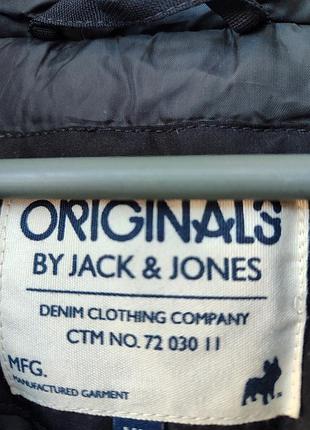 ORIGINALS
BY JACK & JONES
DENIM CLOTHING COMPANY
CTM NO. 72 030 11
MFG.
MANUFACTURED GARMENT